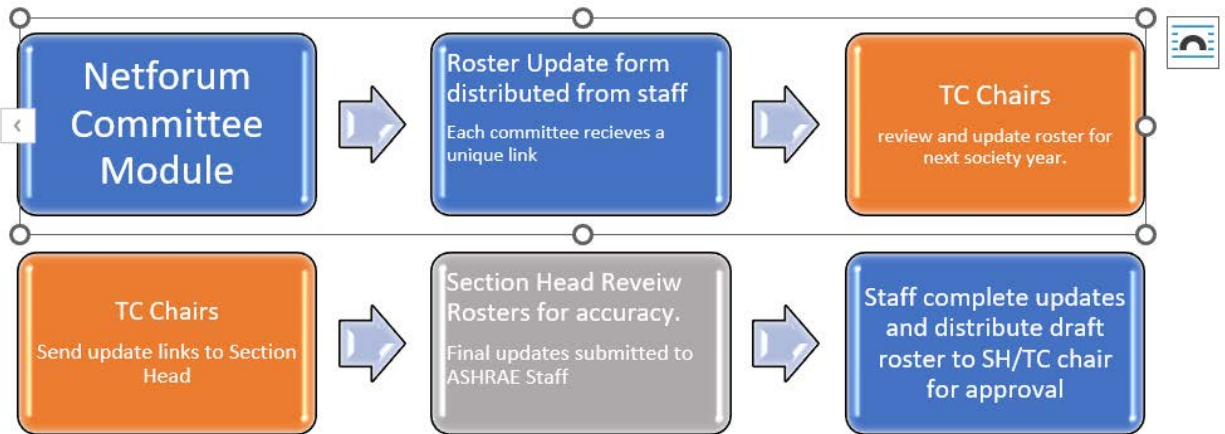 Netforum
Committee
Module
Roster Update form
distributed from staff
Each committee recieves a
unique link
TC Chairs
review and update roster for
next society year.
TC Chairs
Send update links to Section
Head
Section Head Reveiw
Rosters for accuracy.
Final updates submitted to
ASHRAE Staff
Staff complete updates
and distribute draft
roster to SH/TC chair
for approval